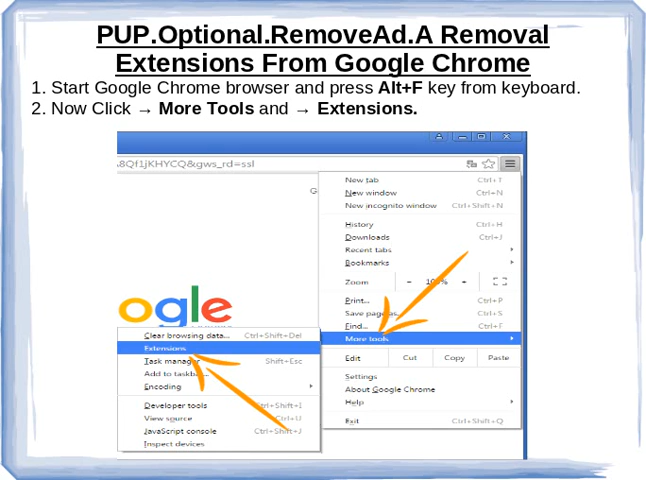 PUP.Optional.RemoveAd.A Removal
Extensions From Google Chrome
1. Start Google Chrome browser and press Alt+F key from keyboard.
2. Now Click → More Tools and → Extensions.
8Qf1jKHYCQ&gws_rd=ssl
G
New tab Ctrl+T
New window Ctrl+N
New incognito window Ctrl+Shift+N
History Ctrl+H
Downloads Ctrl+J
Recent tabs
Bookmarks
Zoom - 100% +
Print... Ctrl+P
Save page as... Ctrl+S
Find... Ctrl+F
More tools
Edit Cut Copy Paste
Settings
About Google Chrome
Help
Exit Ctrl+Shift+Q
ogle
Clear browsing data... Ctrl+Shift+Del
Extensions
Task manager Shift+Esc
Add to taskbar...
Encoding
Developer tools Ctrl+Shift+I
View source Ctrl+U
JavaScript console Ctrl+Shift+J
Inspect devices